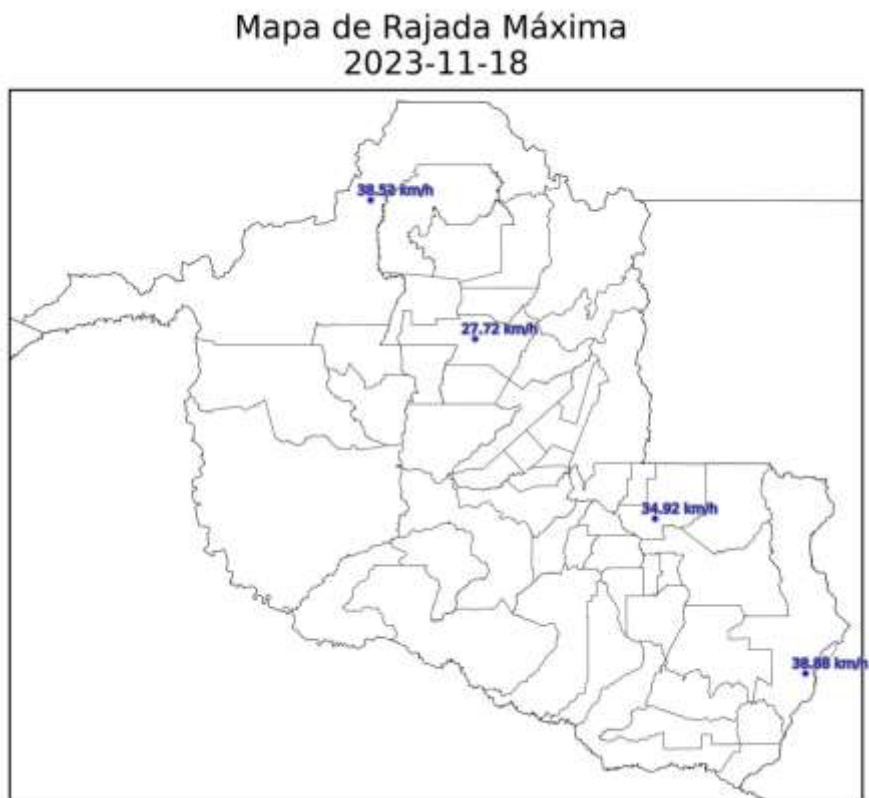 Mapa de Rajada Máxima
2023-11-18
38.52 km/h
27.72 km/h
34.92 km/h
38.88 km/h